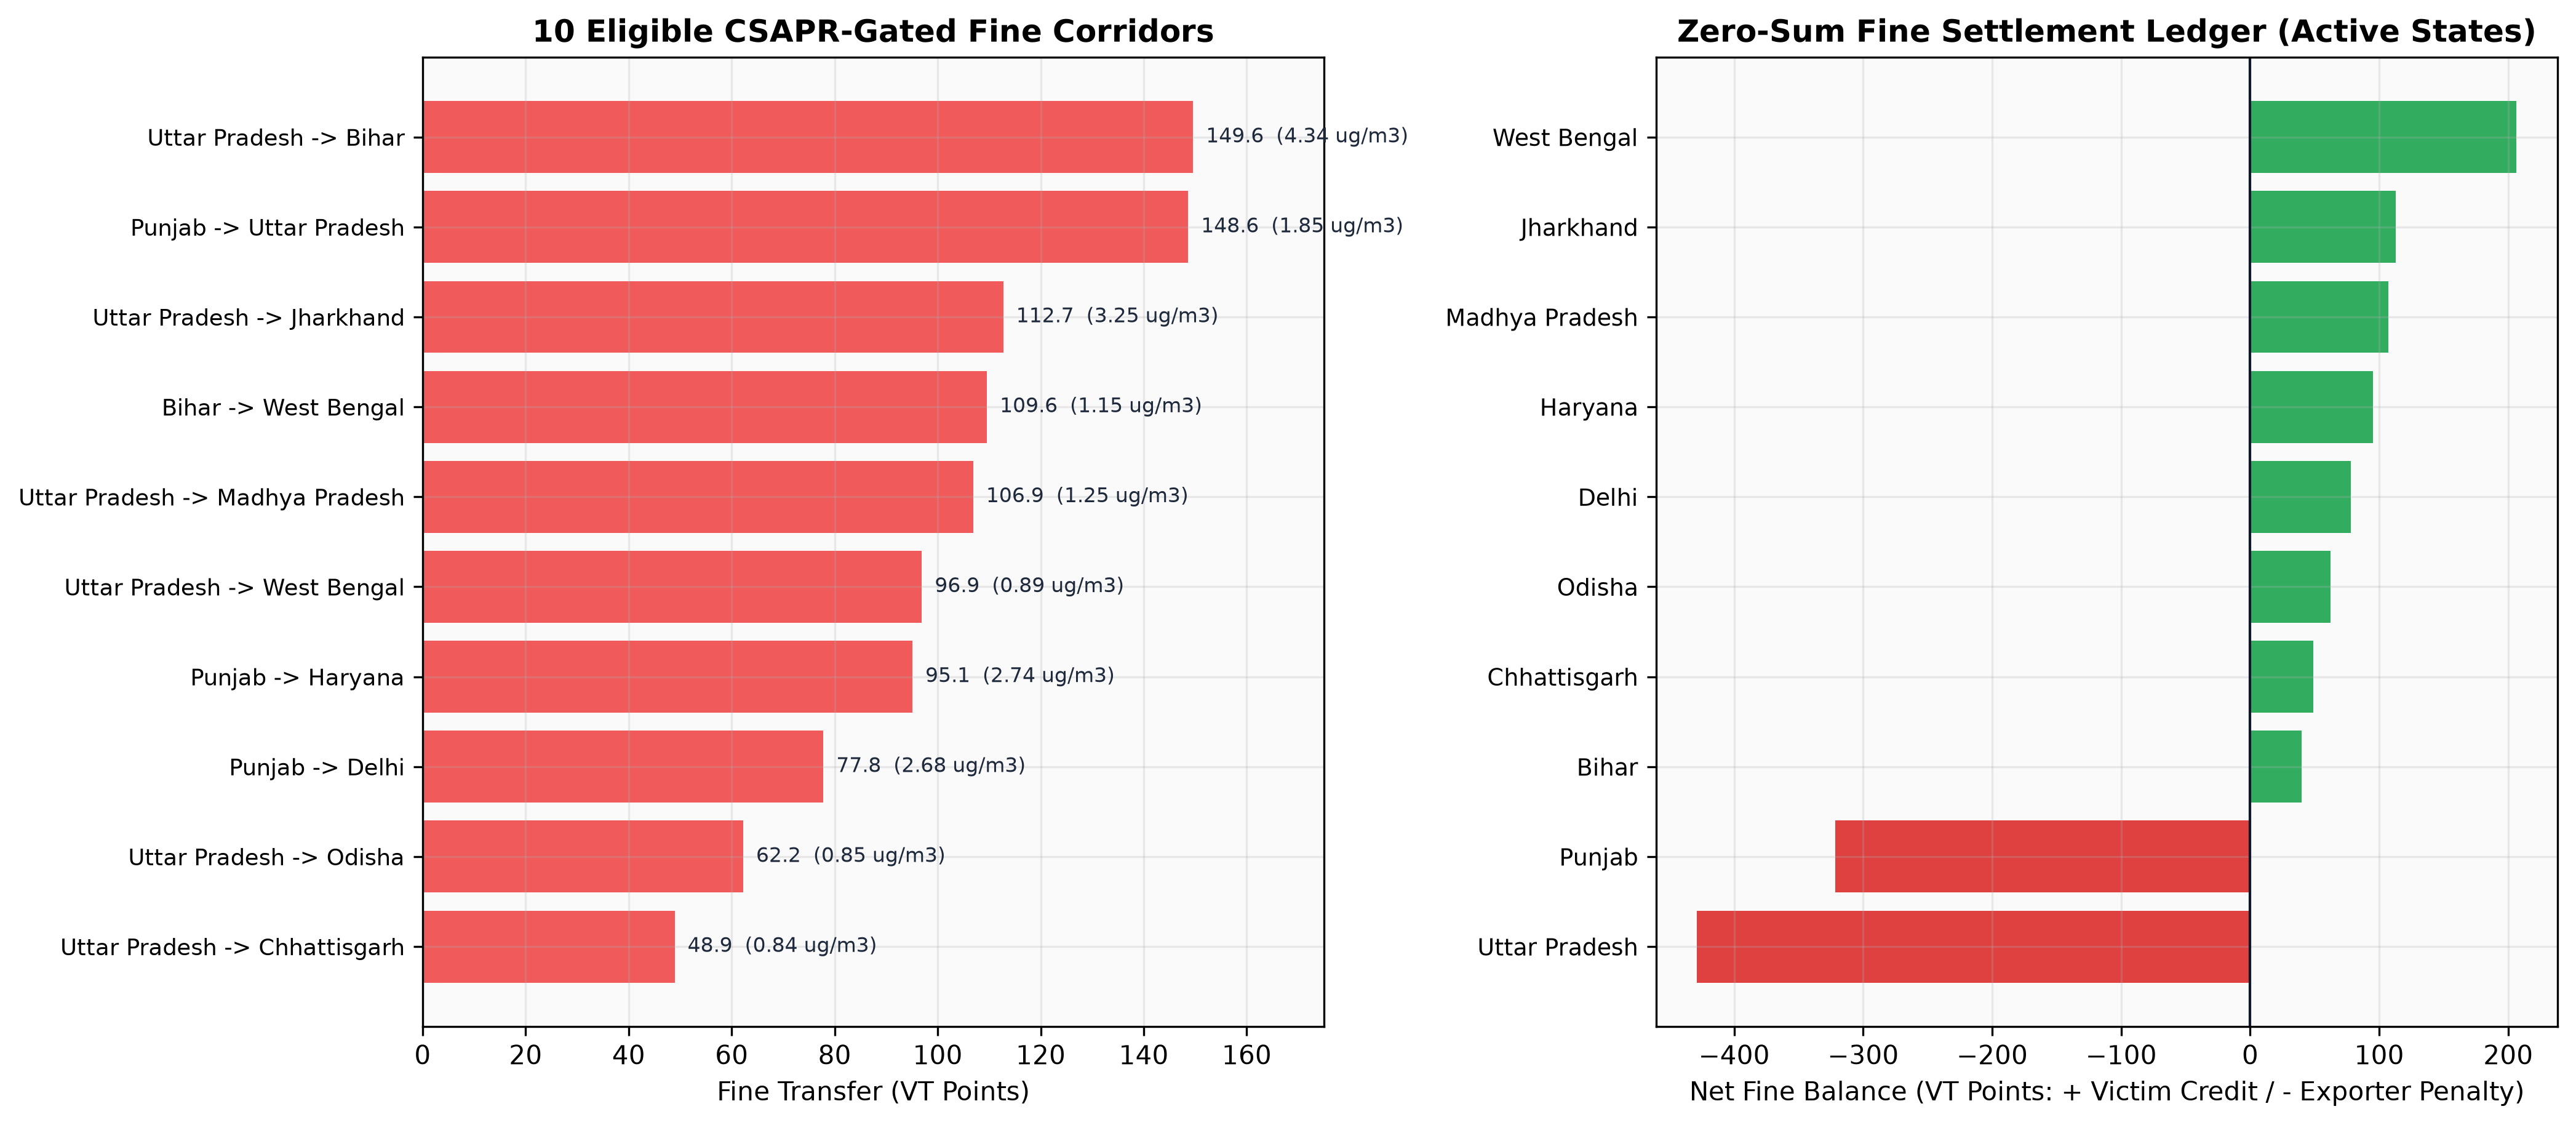 10 Eligible CSAPR-Gated Fine Corridors
Uttar Pradesh -> Bihar
149.6 (4.34 ug/m3)
Punjab -> Uttar Pradesh
148.6 (1.85 ug/m3)
Uttar Pradesh -> Jharkhand
112.7 (3.25 ug/m3)
Bihar -> West Bengal
109.6 (1.15 ug/m3)
Uttar Pradesh -> Madhya Pradesh
106.9 (1.25 ug/m3)
Uttar Pradesh -> West Bengal
96.9 (0.89 ug/m3)
Punjab -> Haryana
95.1 (2.74 ug/m3)
Punjab -> Delhi
77.8 (2.68 ug/m3)
Uttar Pradesh -> Odisha
62.2 (0.85 ug/m3)
Uttar Pradesh -> Chhattisgarh
48.9 (0.84 ug/m3)
0 20 40 60 80 100 120 140 160
Fine Transfer (VT Points)
Zero-Sum Fine Settlement Ledger (Active States)
West Bengal
Jharkhand
Madhya Pradesh
Haryana
Delhi
Odisha
Chhattisgarh
Bihar
Punjab
Uttar Pradesh
−400 −300 −200 −100 0 100 200
Net Fine Balance (VT Points: + Victim Credit / - Exporter Penalty)